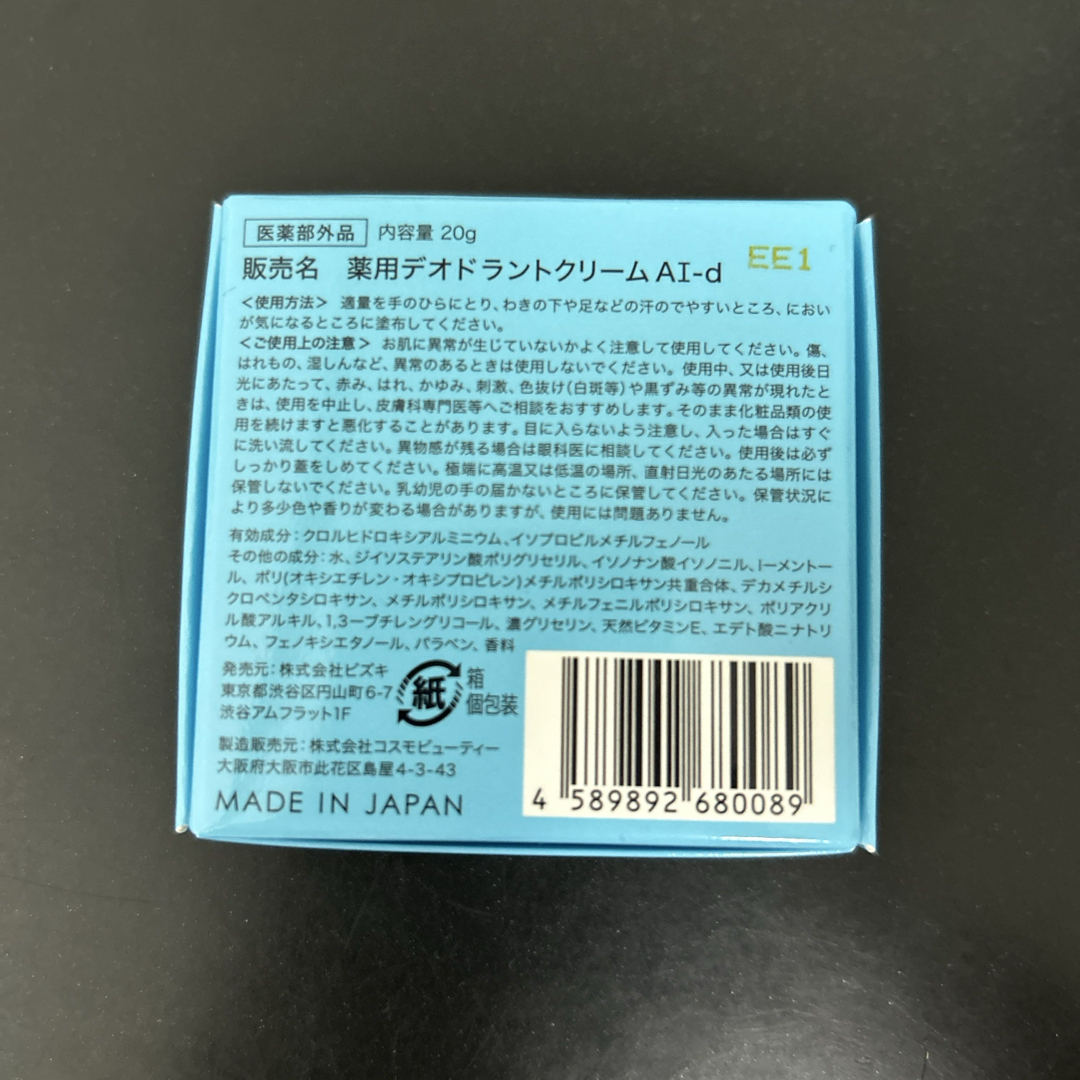 医薬部外品 内容量 20g
販売名 薬用デオドラントクリームAI-d EE1
<使用方法> 適量を手のひらにとり、わきの下や足などの汗のでやすいところ、におい
が気になるところに塗布してください。
<ご使用上の注意> お肌に異常が生じていないかよく注意して使用してください。傷、
はれもの、湿しんなど、異常のあるときは使用しないでください。使用中、又は使用後日
光にあたって、赤み、はれ、かゆみ、刺激、色抜け(白斑等)や黒ずみ等の異常が現れたと
きは、使用を中止し、皮膚科専門医等へご相談をおすすめします。そのまま化粧品類の使
用を続けますと悪化することがあります。目に入らないよう注意し、入った場合はすぐ
に洗い流してください。異物感が残る場合は眼科医に相談してください。使用後は必ず
しっかり蓋をしめてください。極端に高温又は低温の場所、直射日光のあたる場所には
保管しないでください。乳幼児の手の届かないところに保管してください。保管状況に
より多少色や香りが変わる場合がありますが、使用には問題ありません。
有効成分:クロルヒドロキシアルミニウム、イソプロピルメチルフェノール
その他の成分:水、ジイソステアリン酸ポリグリセリル、イソノナン酸イソノニル、l-メントー
ル、ポリ(オキシエチレン・オキシプロピレン)メチルポリシロキサン共重合体、デカメチルシ
クロペンタシロキサン、メチルポリシロキサン、メチルフェニルポリシロキサン、ポリアクリ
ル酸アルキル、1,3ーブチレングリコール、濃グリセリン、天然ビタミンE、エデト酸ニナトリ
ウム、フェノキシエタノール、パラベン、香料
発売元:株式会社ビズキ
東京都渋谷区円山町6-7
渋谷アムフラット1F
紙
箱
個包装
製造販売元:株式会社コスモビューティー
大阪府大阪市此花区島屋4-3-43
MADE IN JAPAN
4 589892 680089